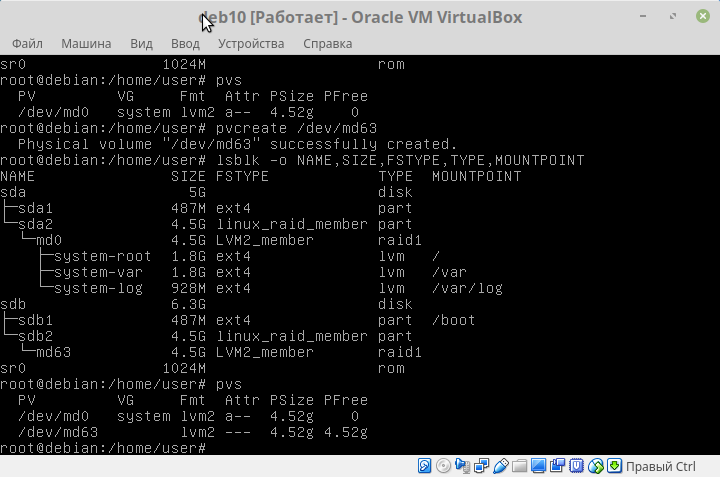 deb10 [Работает] - Oracle VM VirtualBox
Файл Машина Вид Ввод Устройства Справка
sr0 1024M rom
root@debian:/home/user# pvs
PV VG Fmt Attr PSize PFree
/dev/md0 system lvm2 a-- 4.52g 0
root@debian:/home/user# pvcreate /dev/md63
Physical volume "/dev/md63" successfully created.
root@debian:/home/user# lsblk -o NAME,SIZE,FSTYPE,TYPE,MOUNTPOINT
NAME SIZE FSTYPE TYPE MOUNTPOINT
sda 5G disk
├─sda1 487M ext4 part
└─sda2 4.5G linux_raid_member part
└─md0 4.5G LVM2_member raid1
├─system-root 1.8G ext4 lvm /
├─system-var 1.8G ext4 lvm /var
└─system-log 928M ext4 lvm /var/log
sdb 6.3G disk
├─sdb1 487M ext4 part /boot
└─sdb2 4.5G linux_raid_member part
└─md63 4.5G LVM2_member raid1
sr0 1024M rom
root@debian:/home/user# pvs
PV VG Fmt Attr PSize PFree
/dev/md0 system lvm2 a-- 4.52g 0
/dev/md63 lvm2 --- 4.52g 4.52g
root@debian:/home/user#
Правый Ctrl